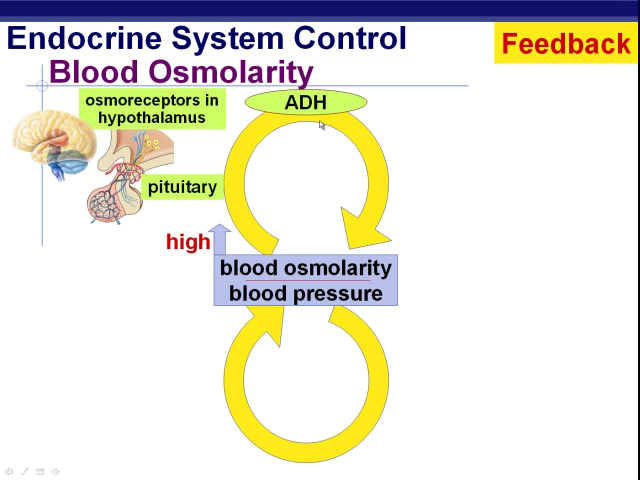 Endocrine System Control
Feedback
Blood Osmolarity
osmoreceptors in
hypothalamus
ADH
pituitary
high
blood osmolarity
blood pressure